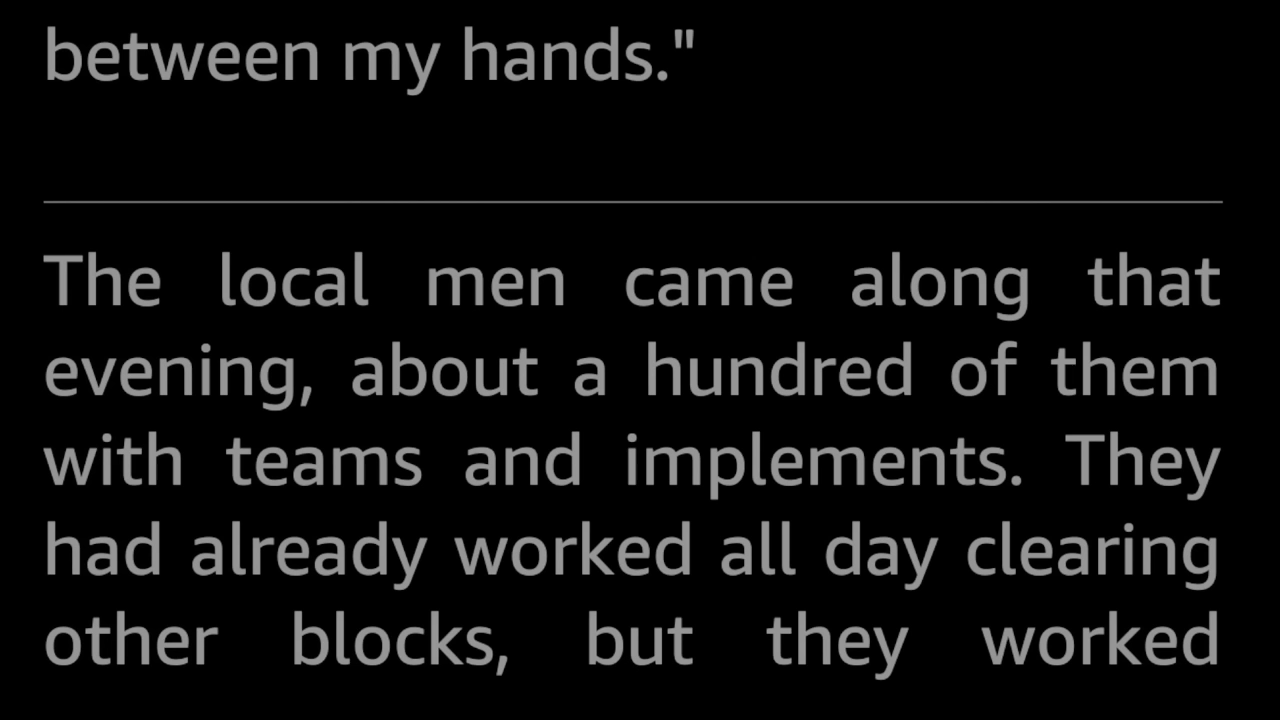 between my hands."
The local men came along that
evening, about a hundred of them
with teams and implements. They
had already worked all day clearing
other blocks, but they worked